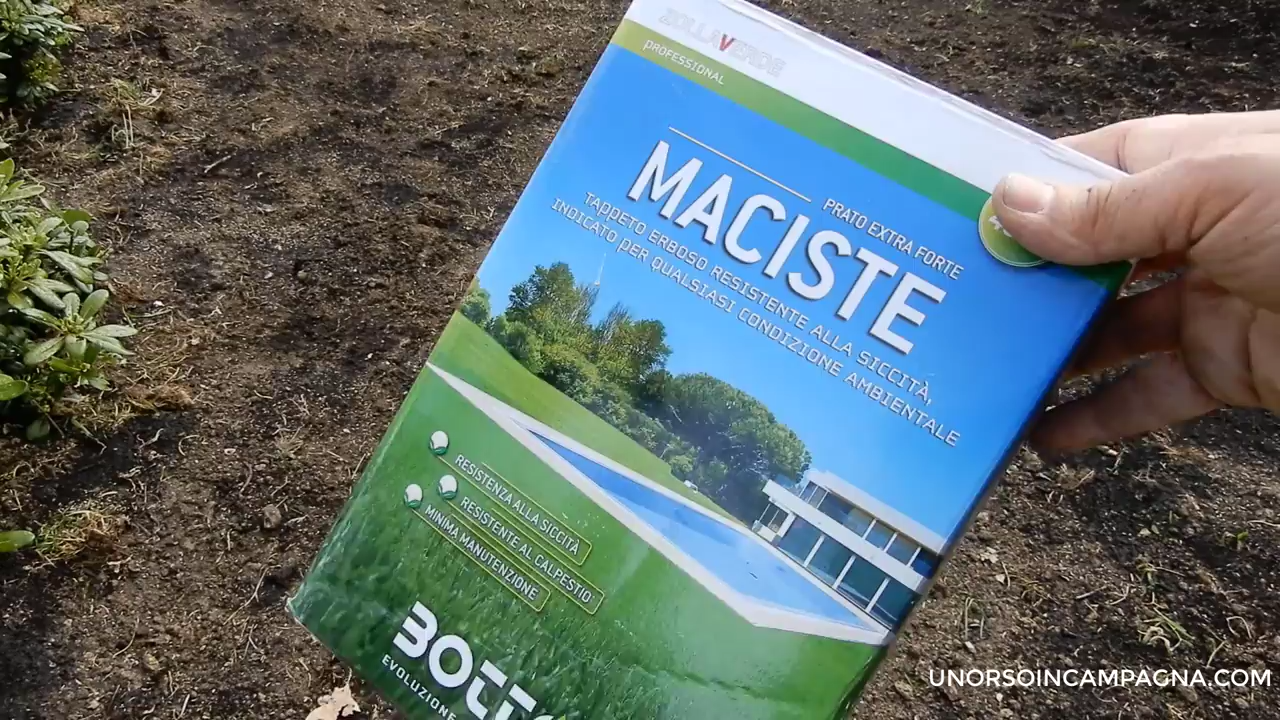 ZOLLAVERDE
PROFESSIONAL
PRATO EXTRA FORTE
MACISTE
TAPPETO ERBOSO RESISTENTE ALLA SICCITÀ,
INDICATO PER QUALSIASI CONDIZIONE AMBIENTALE
RESISTENZA ALLA SICCITÀ
RESISTENTE AL CALPESTIO
MINIMA MANUTENZIONE
EVOLUZIONE
UNORSOINCAMPAGNA.COM